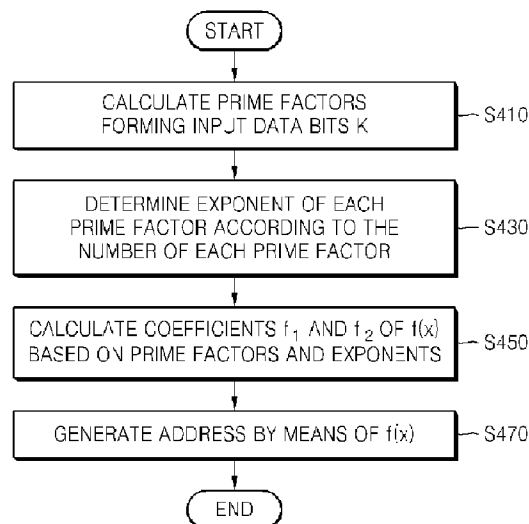 START
CALCULATE PRIME FACTORS
FORMING INPUT DATA BITS K
S410
DETERMINE EXPONENT OF EACH
PRIME FACTOR ACCORDING TO THE
NUMBER OF EACH PRIME FACTOR
S430
CALCULATE COEFFICIENTS f₁ AND f₂ OF f(x)
BASED ON PRIME FACTORS AND EXPONENTS
S450
GENERATE ADDRESS BY MEANS OF f(x)
S470
END